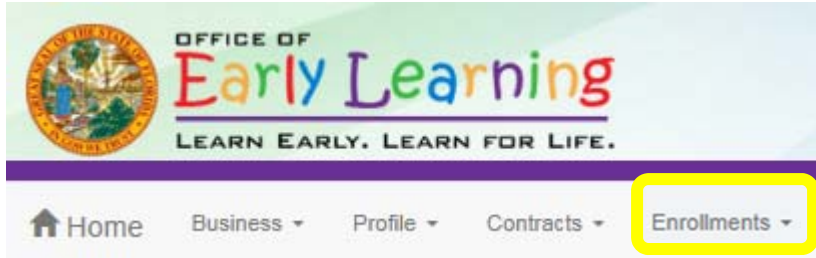 OFFICE OF
Early Learning
LEARN EARLY. LEARN FOR LIFE.
Home Business Profile Contracts Enrollments